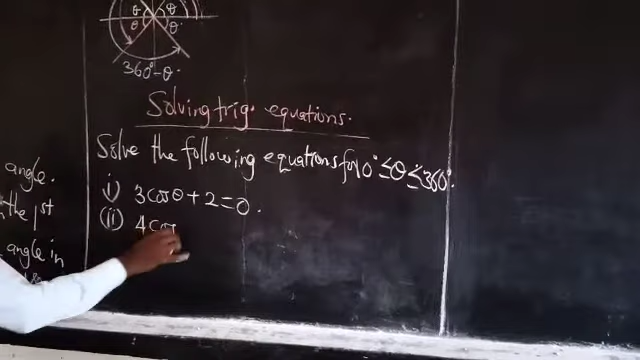 θ θ
θ θ
360°-θ
Solving trig. equations.
Solve the following equations for 0° ≤ θ ≤ 360°.
i) 3cosθ + 2 = 0.
(ii) 4cos
angle.
the 1st
angle in